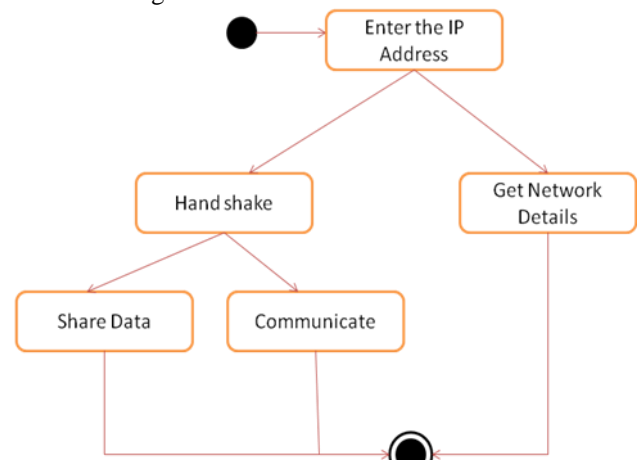 Enter the IP
Address
Hand shake
Get Network
Details
Share Data
Communicate